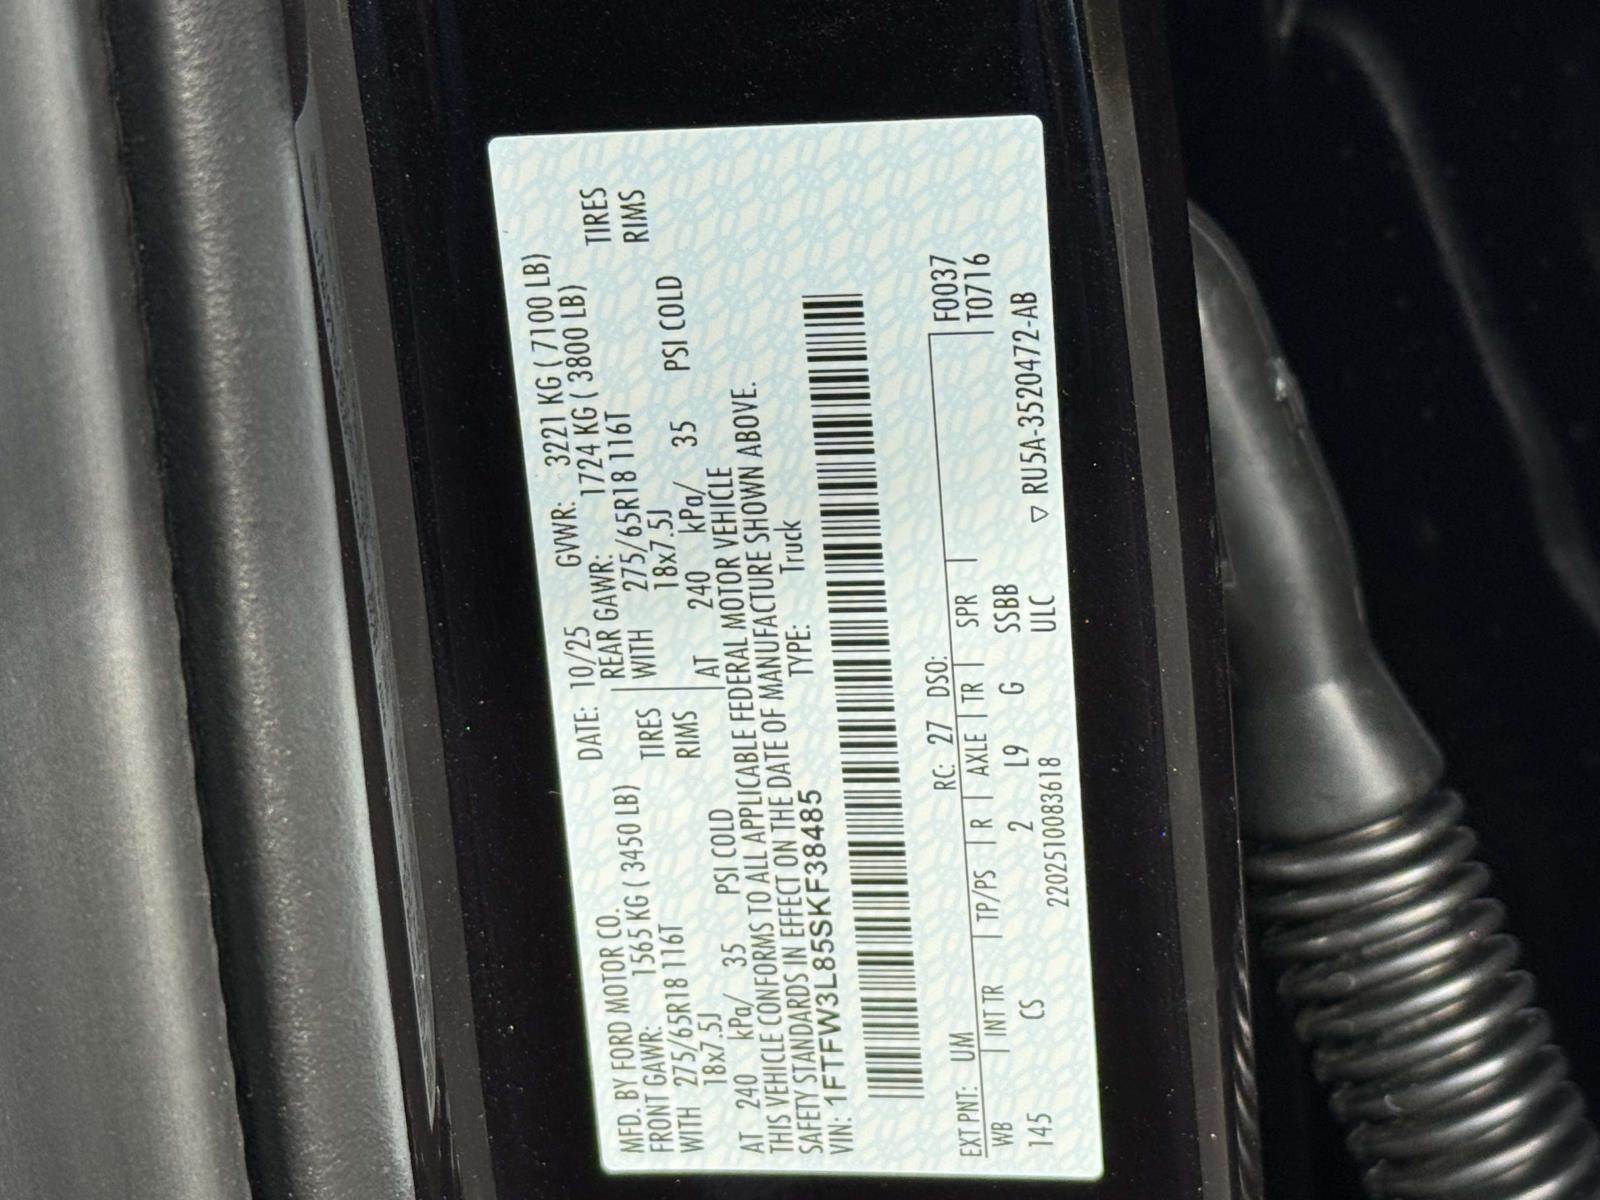 MFD. BY FORD MOTOR CO. DATE: 10/25 GVWR: 3221 KG ( 7100 LB)
FRONT GAWR: 1565 KG ( 3450 LB) REAR GAWR: 1724 KG ( 3800 LB)
WITH 275/65R18 116T TIRES WITH 275/65R18 116T TIRES
18x7.5J RIMS 18x7.5J RIMS
AT 240 kPa/ 35 PSI COLD AT 240 kPa/ 35 PSI COLD
THIS VEHICLE CONFORMS TO ALL APPLICABLE FEDERAL MOTOR VEHICLE
SAFETY STANDARDS IN EFFECT ON THE DATE OF MANUFACTURE SHOWN ABOVE.
VIN: 1FTFW3L85SKF38485 TYPE: Truck
EXT PNT: UM RC: 27 DSO: F0037
WB INT TR TP/PS R AXLE TR SPR T0716
145 CS 2 L9 G SSBB
ULC ▽ RU5A-3520472-AB
2202510083618